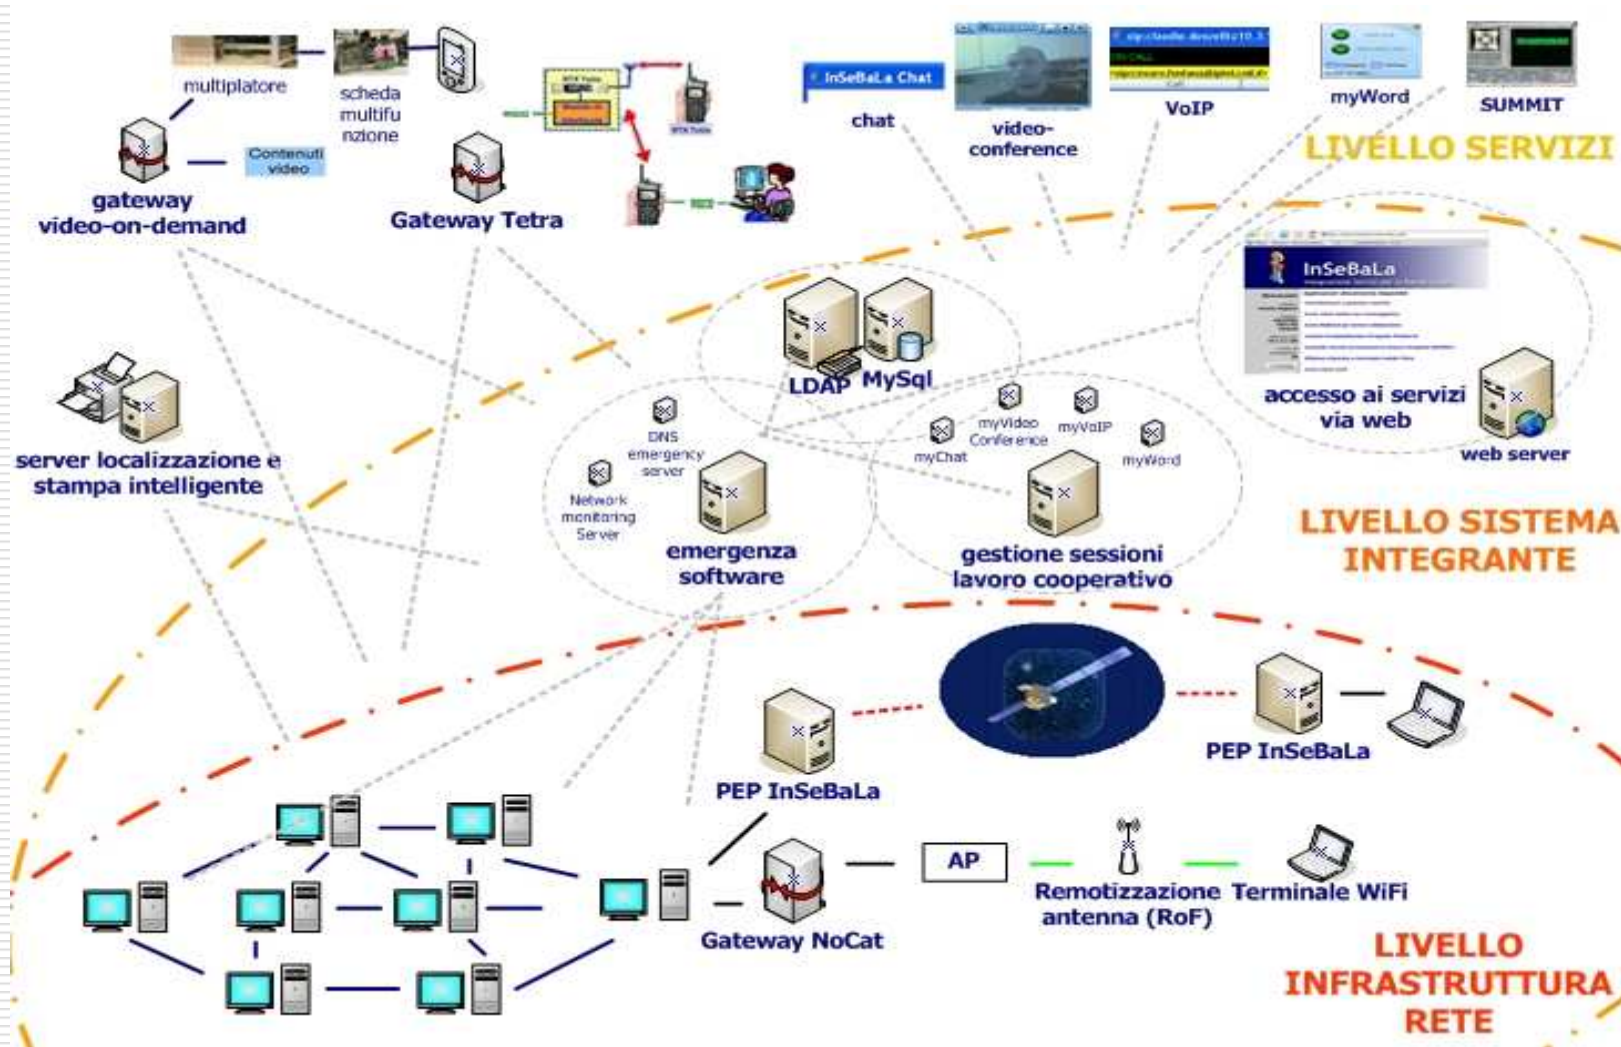 multiplatore
scheda
multifu
nzione
Contenuti
video
gateway
video-on-demand
Gateway Tetra
InSeBaLa Chat
chat
video-
conference
VoIP
myWord
SUMMIT
LIVELLO SERVIZI
InSeBaLa
accesso ai servizi
via web
web server
LDAP
MySql
DNS
emergency
server
Network
monitoring
Server
emergenza
software
myChat
myVideo
Conference
myVoIP
myWord
gestione sessioni
lavoro cooperativo
server localizzazione e
stampa intelligente
LIVELLO SISTEMA
INTEGRANTE
PEP InSeBaLa
PEP InSeBaLa
AP
Gateway NoCat
Remotizzazione
antenna (RoF)
Terminale WiFi
LIVELLO
INFRASTRUTTURA
RETE